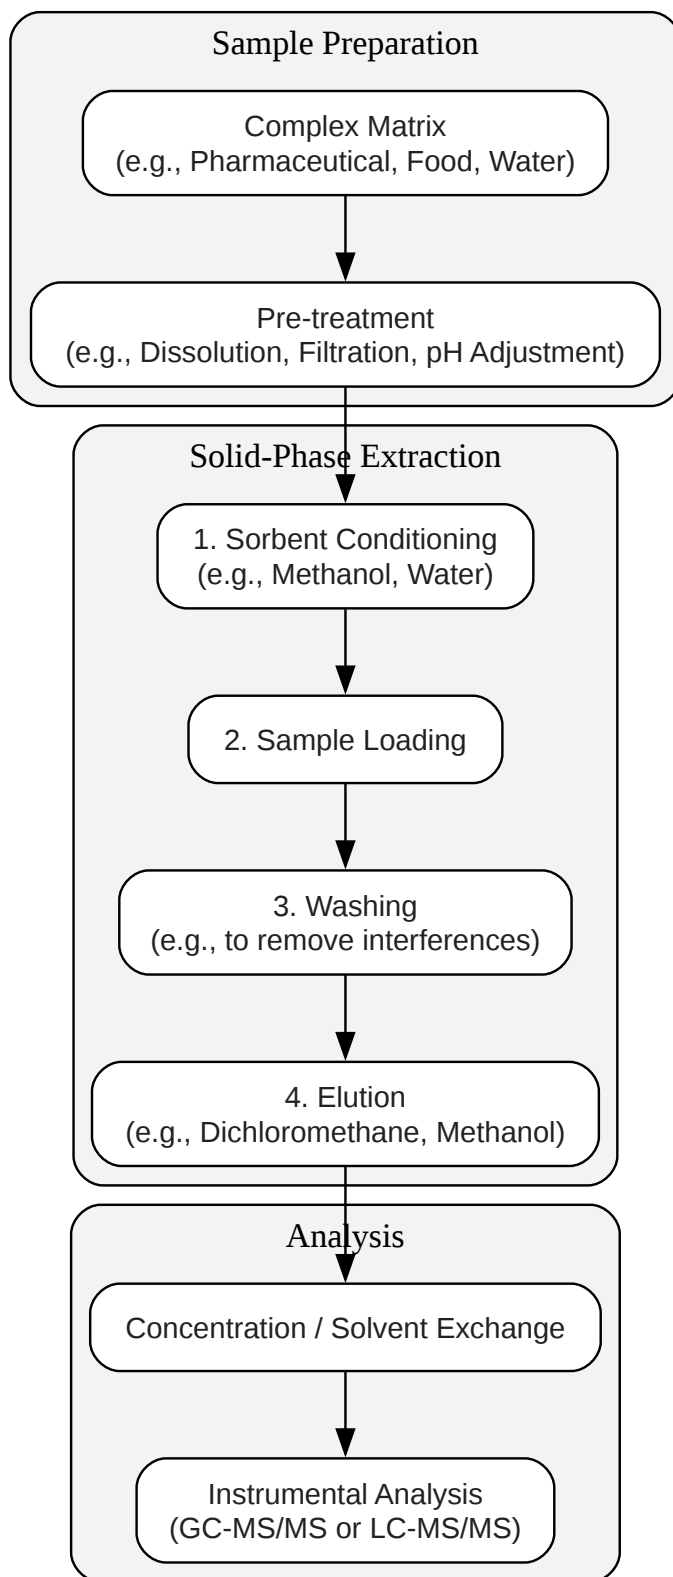 Sample Preparation
Complex Matrix
(e.g., Pharmaceutical, Food, Water)
Pre-treatment
(e.g., Dissolution, Filtration, pH Adjustment)
Solid-Phase Extraction
1. Sorbent Conditioning
(e.g., Methanol, Water)
2. Sample Loading
3. Washing
(e.g., to remove interferences)
4. Elution
(e.g., Dichloromethane, Methanol)
Analysis
Concentration / Solvent Exchange
Instrumental Analysis
(GC-MS/MS or LC-MS/MS)